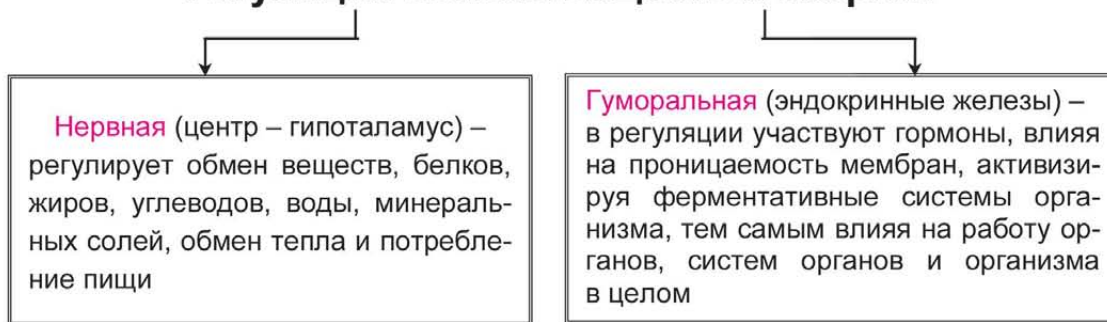 Нервная (центр – гипоталамус) –
регулирует обмен веществ, белков,
жиров, углеводов, воды, минераль-
ных солей, обмен тепла и потребле-
ние пищи
Гуморальная (эндокринные железы) –
в регуляции участвуют гормоны, влияя
на проницаемость мембран, активизи-
руя ферментативные системы орга-
низма, тем самым влияя на работу ор-
ганов, систем органов и организма
в целом